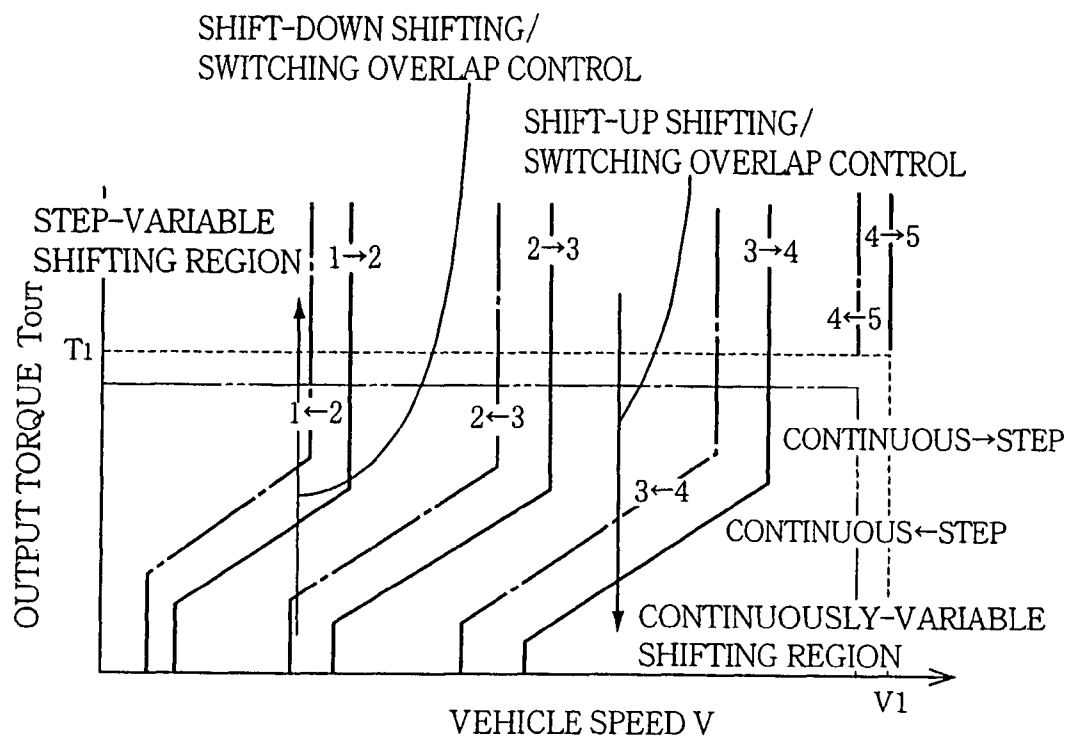 SHIFT-DOWN SHIFTING/
SWITCHING OVERLAP CONTROL
SHIFT-UP SHIFTING/
SWITCHING OVERLAP CONTROL
STEP-VARIABLE
SHIFTING REGION
1→2
2→3
3→4
4→5
4←5
OUTPUT TORQUE TOUT
T1
1←2
2←3
3←4
CONTINUOUS→STEP
CONTINUOUS←STEP
CONTINUOUSLY-VARIABLE
SHIFTING REGION
V1
VEHICLE SPEED V